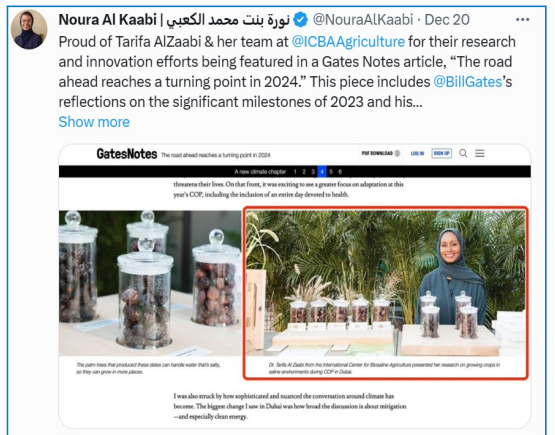 Noura Al Kaabi | نورة بنت محمد الكعبي @NouraAlKaabi · Dec 20
Proud of Tarifa AlZaabi & her team at @ICBAAgriculture for their research
and innovation efforts being featured in a Gates Notes article, “The road
ahead reaches a turning point in 2024.” This piece includes @BillGates’s
reflections on the significant milestones of 2023 and his...
Show more
GatesNotes The road ahead reaches a turning point in 2024 PDF DOWNLOAD LOG IN SIGN UP
A new climate chapter 1 2 3 4 5 6
threatens their lives. On that front, it was exciting to see a greater focus on adaptation at this
year’s COP, including the inclusion of an entire day devoted to health.
The palm trees that produced these dates can handle water that’s salty,
so they can grow in more places.
Dr. Tarifa Al Zaabi from the International Center for Biosaline Agriculture presented her research on growing crops in
saline environments during COP in Dubai.
I was also struck by how sophisticated and nuanced the conversation around climate has
become. The biggest change I saw in Dubai was how broad the discussion is about mitigation
—and especially clean energy.